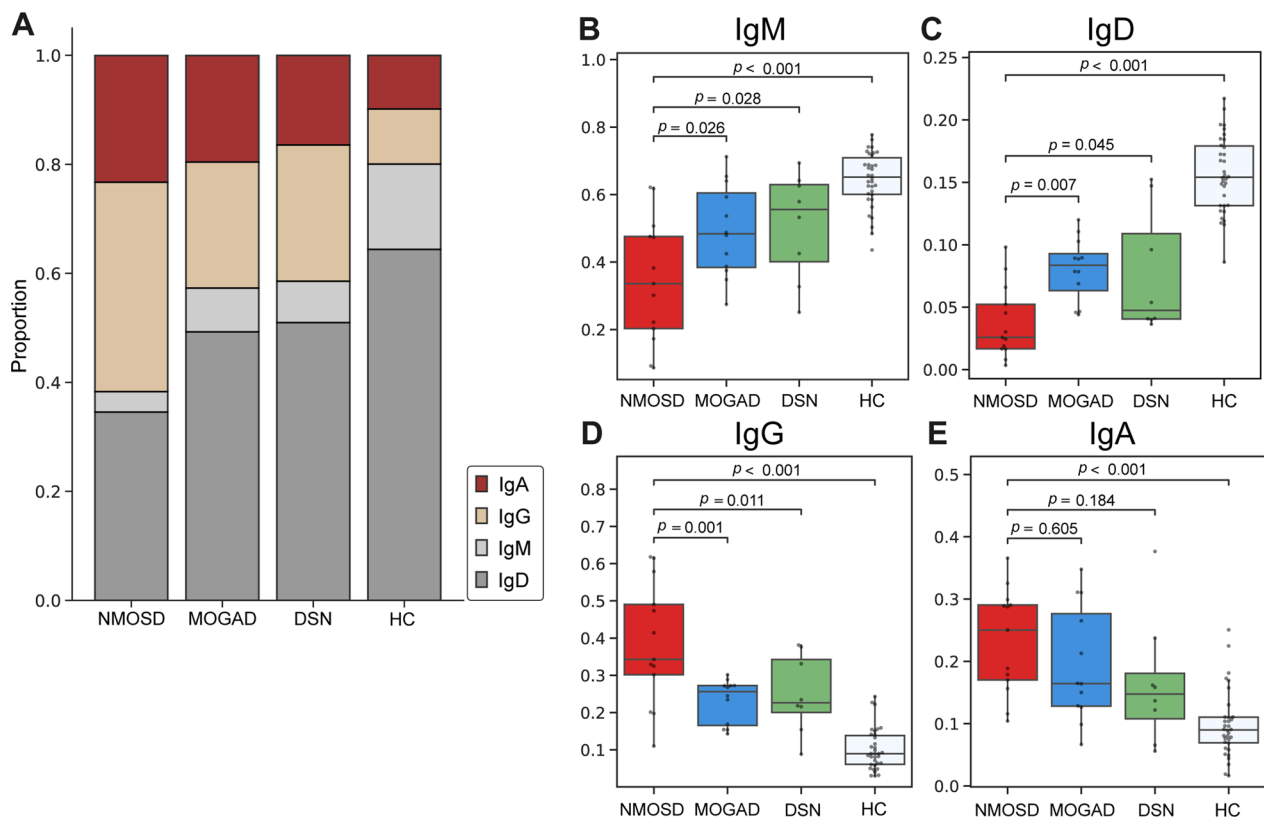 A
Proportion
1.0
0.8
0.6
0.4
0.2
0.0
NMOSD MOGAD DSN HC
IgA
IgG
IgM
IgD
B IgM
1.0
0.8
0.6
0.4
0.2
p < 0.001
p = 0.028
p = 0.026
NMOSD MOGAD DSN HC
C IgD
0.25
0.20
0.15
0.10
0.05
0.00
p < 0.001
p = 0.045
p = 0.007
NMOSD MOGAD DSN HC
D IgG
0.8
0.7
0.6
0.5
0.4
0.3
0.2
0.1
p < 0.001
p = 0.011
p = 0.001
NMOSD MOGAD DSN HC
E IgA
0.5
0.4
0.3
0.2
0.1
0.0
p < 0.001
p = 0.184
p = 0.605
NMOSD MOGAD DSN HC